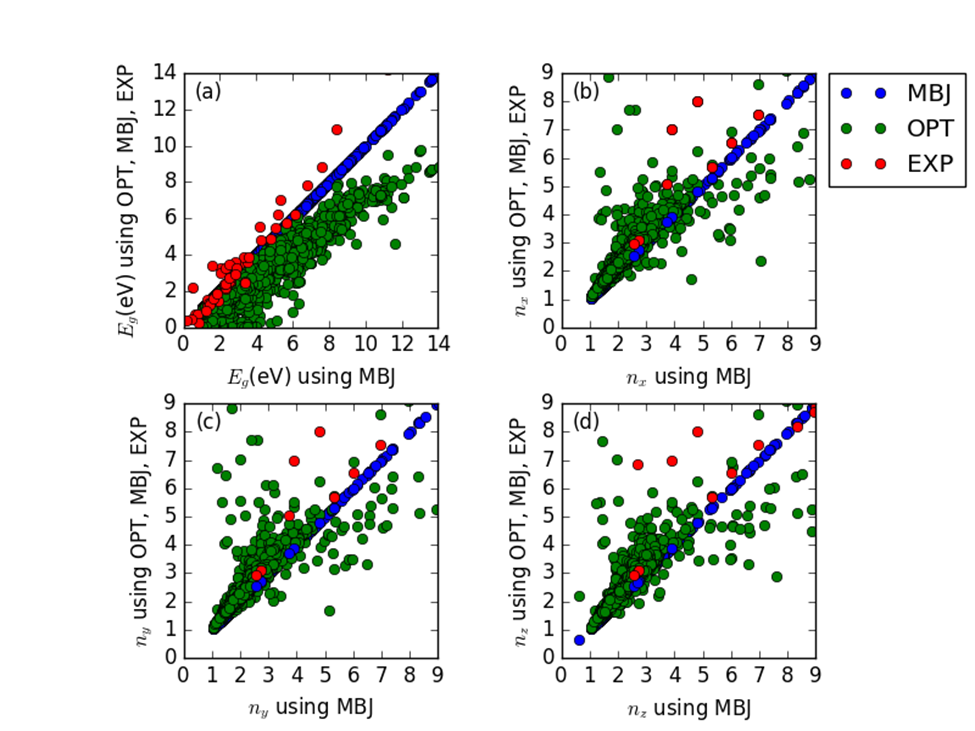 (a)
E_g(eV) using OPT, MBJ, EXP
14
12
10
8
6
4
2
0
0 2 4 6 8 10 12 14
E_g(eV) using MBJ
(b)
n_x using OPT, MBJ, EXP
9
8
7
6
5
4
3
2
1
0
0 1 2 3 4 5 6 7 8 9
n_x using MBJ
MBJ
OPT
EXP
(c)
n_y using OPT, MBJ, EXP
9
8
7
6
5
4
3
2
1
0
0 1 2 3 4 5 6 7 8 9
n_y using MBJ
(d)
n_z using OPT, MBJ, EXP
9
8
7
6
5
4
3
2
1
0
0 1 2 3 4 5 6 7 8 9
n_z using MBJ